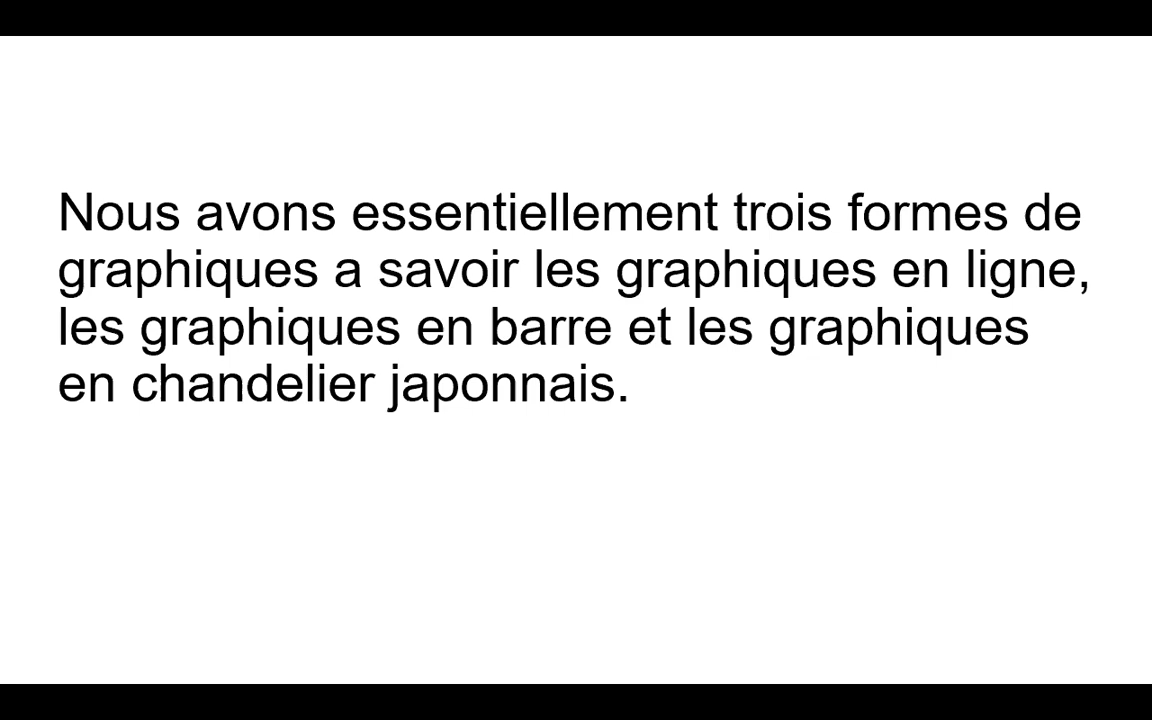 Nous avons essentiellement trois formes de
graphiques a savoir les graphiques en ligne,
les graphiques en barre et les graphiques
en chandelier japonnais.